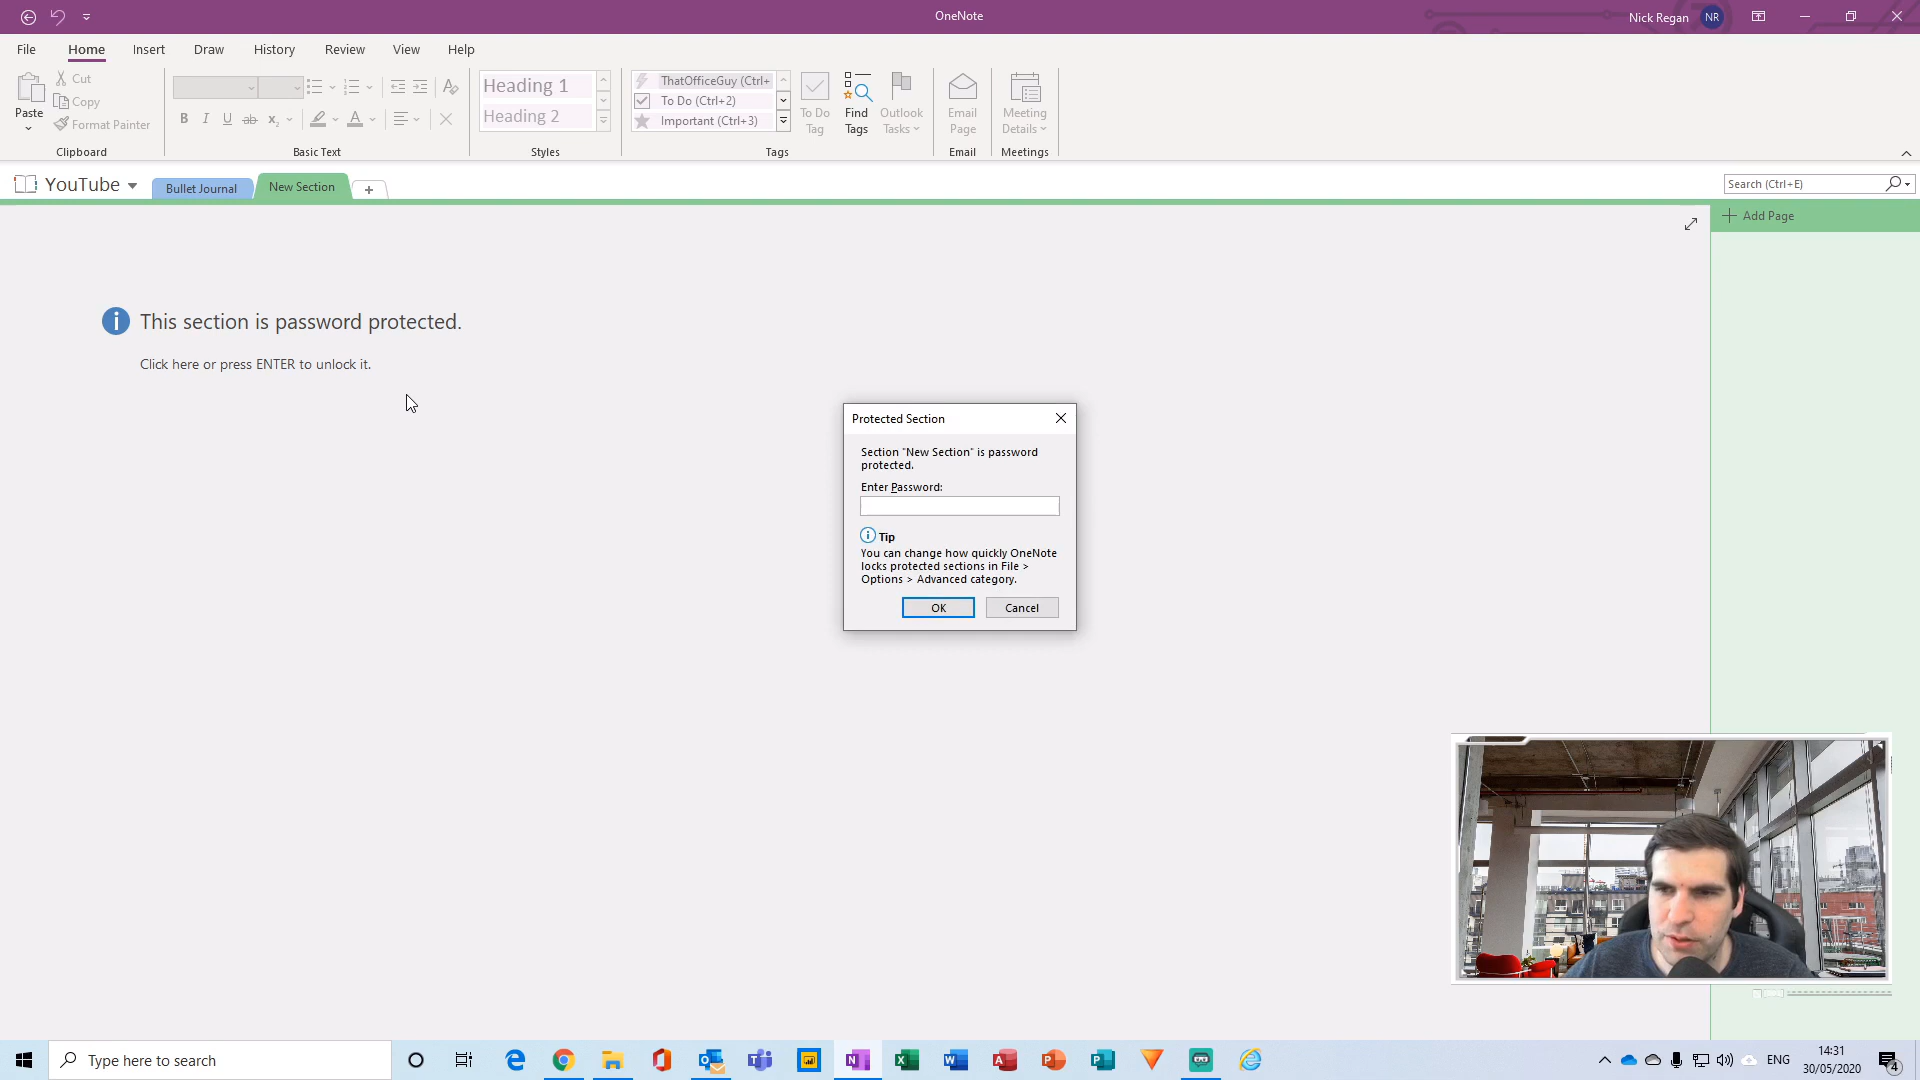 OneNote
Nick Regan
NR
File
Home
Insert
Draw
History
Review
View
Help
Paste
Cut
Copy
Format Painter
Clipboard
Basic Text
Heading 1
Heading 2
Styles
ThatOfficeGuy (Ctrl+
To Do (Ctrl+2)
Important (Ctrl+3)
To Do
Tag
Find
Tags
Outlook
Tasks
Tags
Email
Page
Email
Meeting
Details
Meetings
YouTube
Bullet Journal
New Section
Search (Ctrl+E)
Add Page
This section is password protected.
Click here or press ENTER to unlock it.
Protected Section
Section "New Section" is password
protected.
Enter Password:
Tip
You can change how quickly OneNote
locks protected sections in File >
Options > Advanced category.
OK
Cancel
Type here to search
ENG
14:31
30/05/2020
4